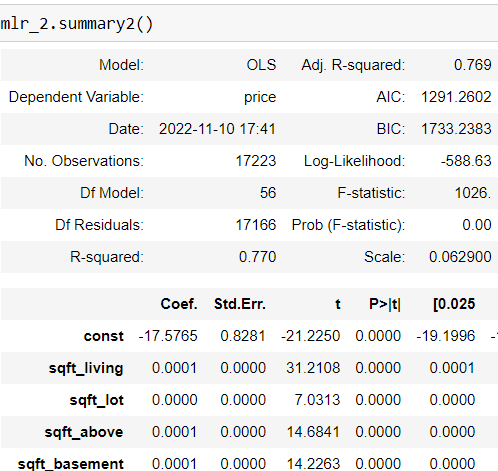 mlr_2.summary2()
Model: OLS Adj. R-squared: 0.769
Dependent Variable: price AIC: 1291.2602
Date: 2022-11-10 17:41 BIC: 1733.2383
No. Observations: 17223 Log-Likelihood: -588.63
Df Model: 56 F-statistic: 1026.
Df Residuals: 17166 Prob (F-statistic): 0.00
R-squared: 0.770 Scale: 0.062900
Coef. Std.Err. t P>|t| [0.025
const -17.5765 0.8281 -21.2250 0.0000 -19.1996
sqft_living 0.0001 0.0000 31.2108 0.0000 0.0001
sqft_lot 0.0000 0.0000 7.0313 0.0000 0.0000
sqft_above 0.0001 0.0000 14.6841 0.0000 0.0000
sqft_basement 0.0001 0.0000 14.2263 0.0000 0.0000